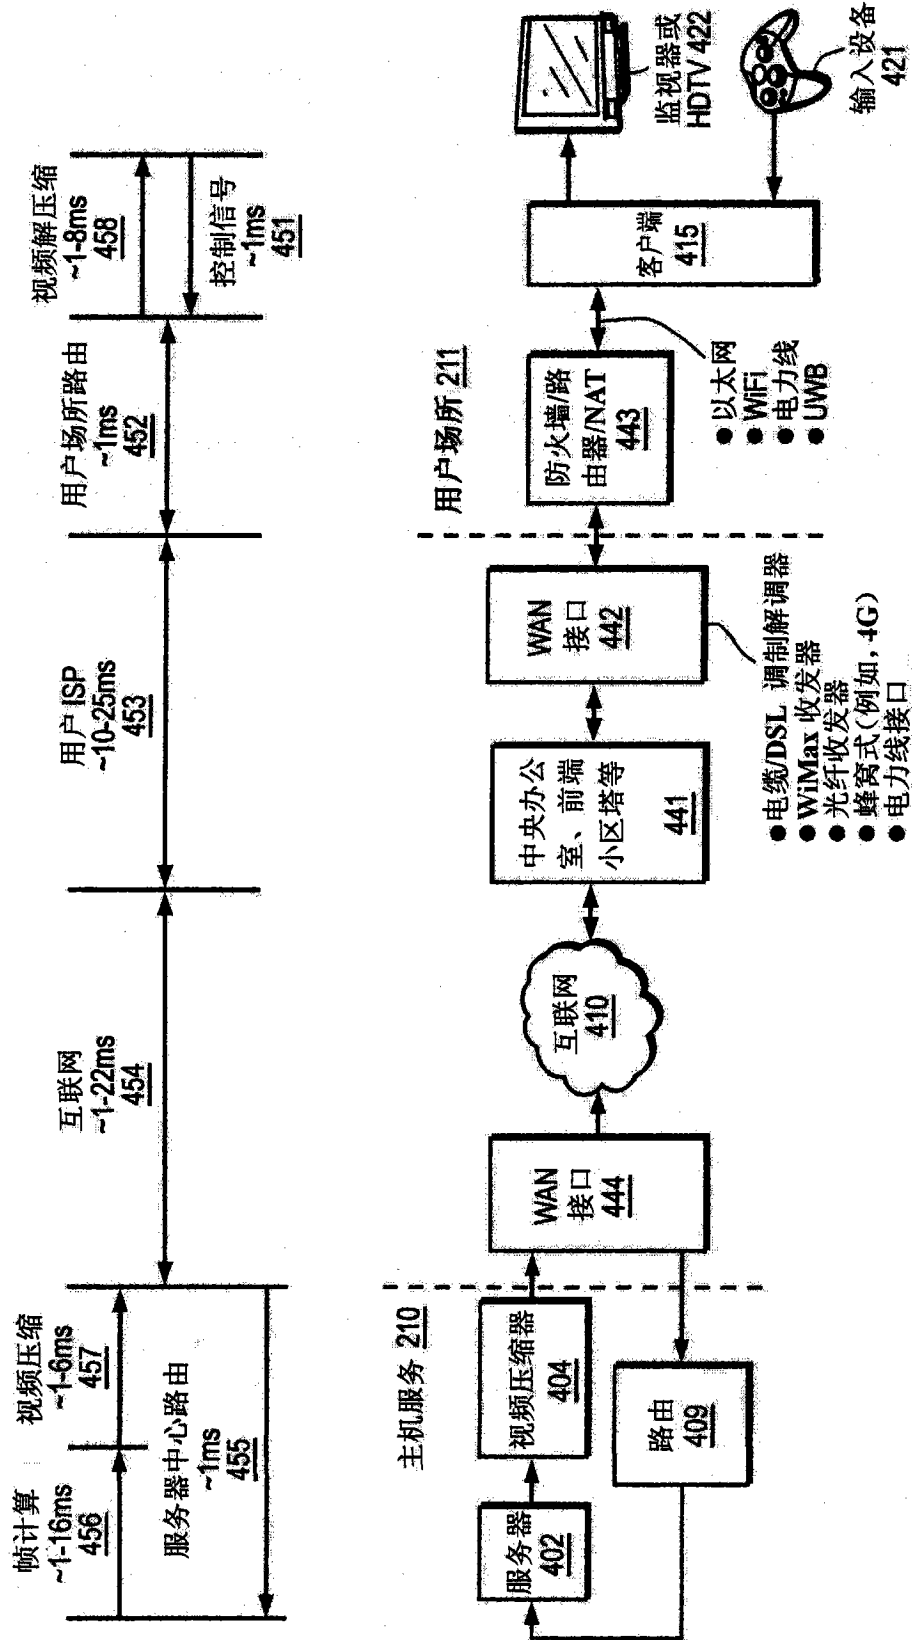 帧计算
~1-16ms
456
视频压缩
~1-6ms
457
服务器中心路由
~1ms
455
互联网
~1-22ms
454
用户 ISP
~10-25ms
453
用户场所路由
~1ms
452
视频解压缩
~1-8ms
458
控制信号
~1ms
451
主机服务 210
用户场所 211
服务器
402
视频压缩器
404
路由
409
WAN
接口
444
互联网
410
中央办公
室、前端
小区塔等
441
WAN
接口
442
● 电缆/DSL 调制解调器
● WiMax 收发器
● 光纤收发器
● 蜂窝式(例如, 4G)
● 电力线接口
防火墙/路
由器/NAT
443
● 以太网
● WiFi
● 电力线
● UWB
客户端
415
监视器或
HDTV 422
输入设备
421